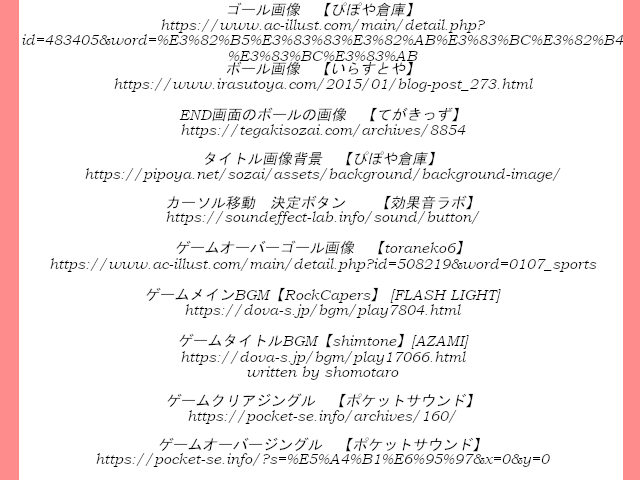 ゴール画像　【ぴぽや倉庫】
https://www.ac-illust.com/main/detail.php?
id=483405&word=%E3%82%B5%E3%83%83%E3%82%AB%E3%83%BC%E3%82%B4
%E3%83%BC%E3%83%AB
ボール画像　【いらすとや】
https://www.irasutoya.com/2015/01/blog-post_273.html
END画面のボールの画像　【てがきっず】
https://tegakisozai.com/archives/8854
タイトル画像背景　【ぴぽや倉庫】
https://pipoya.net/sozai/assets/background/background-image/
カーソル移動　決定ボタン　　【効果音ラボ】
https://soundeffect-lab.info/sound/button/
ゲームオーバーゴール画像　【toraneko6】
https://www.ac-illust.com/main/detail.php?id=508219&word=0107_sports
ゲームメインBGM【RockCapers】 [FLASH LIGHT]
https://dova-s.jp/bgm/play7804.html
ゲームタイトルBGM【shimtone】[AZAMI]
https://dova-s.jp/bgm/play17066.html
written by shomotaro
ゲームクリアジングル　【ポケットサウンド】
https://pocket-se.info/archives/160/
ゲームオーバージングル　【ポケットサウンド】
https://pocket-se.info/?s=%E5%A4%B1%E6%95%97&x=0&y=0